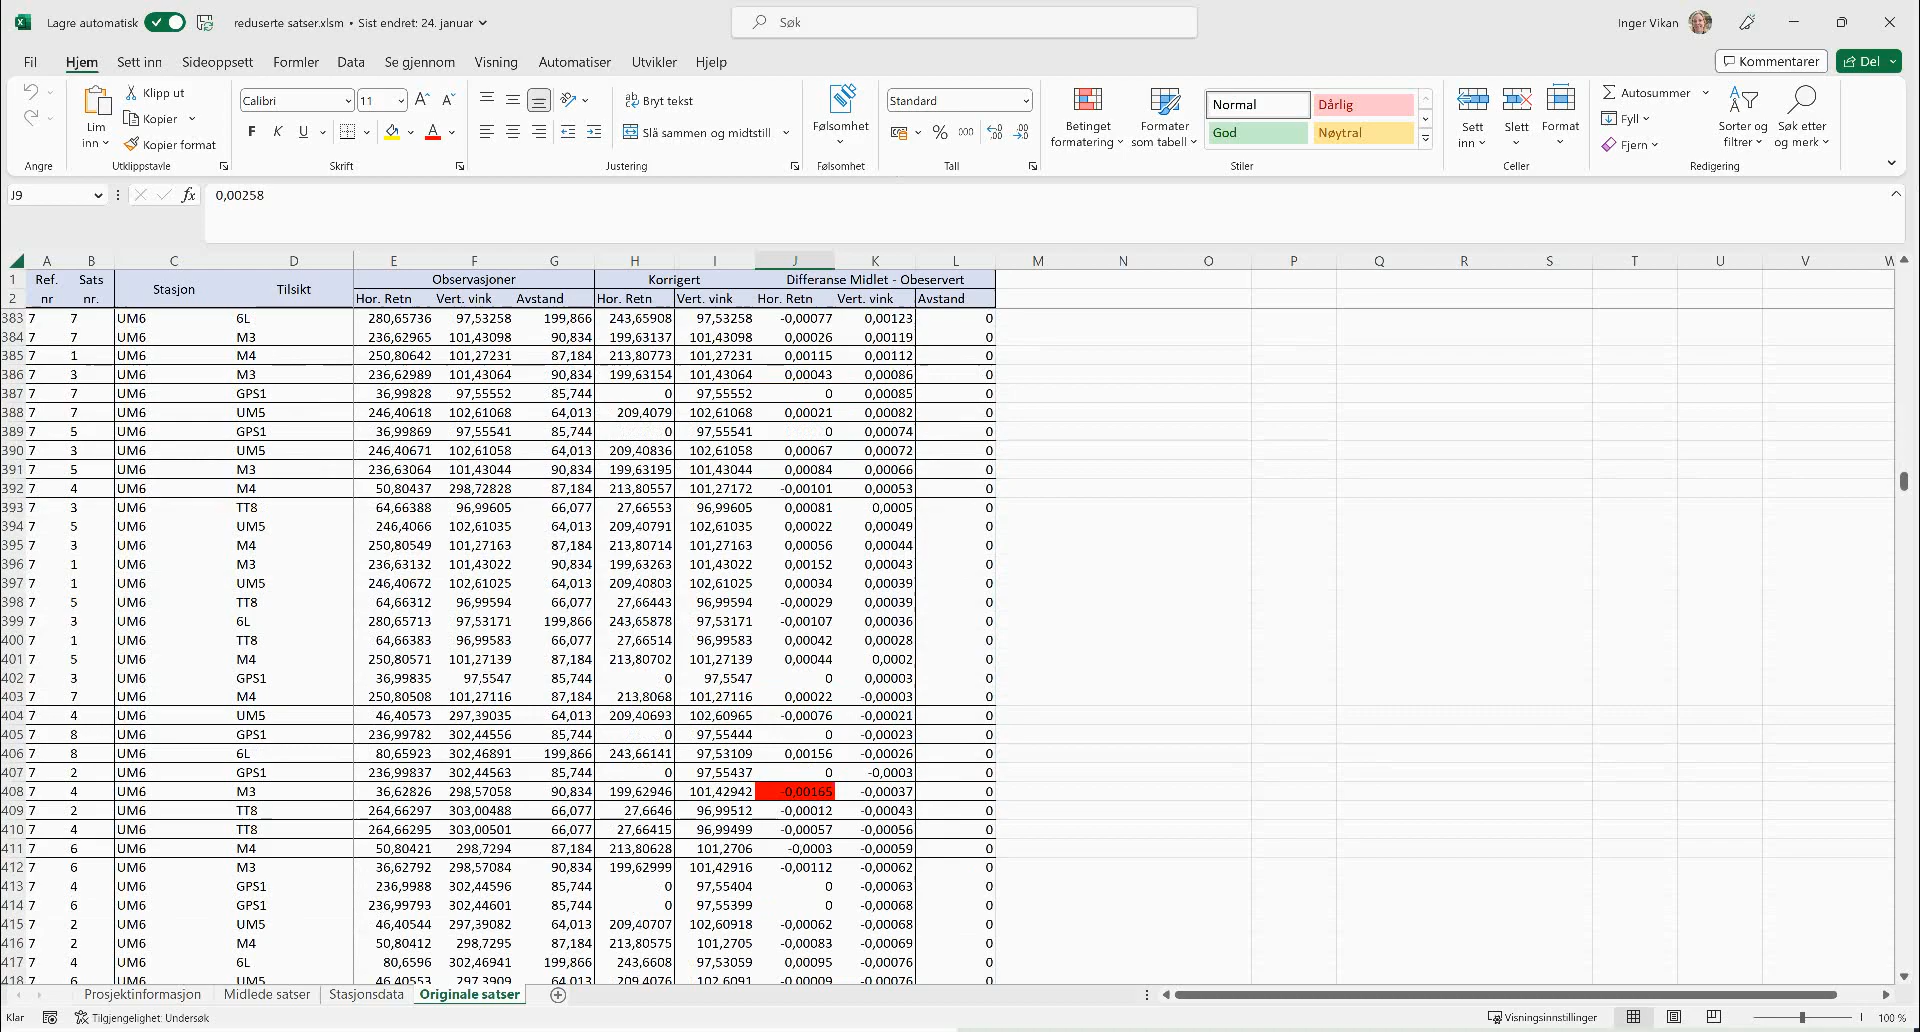 Lagre automatisk reduserte satser.xlsm • Sist endret: 24. januar Søk Inger Vikan
Fil Hjem Sett inn Sideoppsett Formler Data Se gjennom Visning Automatiser Utvikler Hjelp Kommentarer Del
Klipp ut Calibri 11 Bryt tekst Standard Normal Dårlig Autosummer
Kopier Lim inn Fyll
Kopier format F K U Slå sammen og midtstill Følsomhet % 000 Betinget formatering Formater som tabell God Nøytral Sett inn Slett Format Fjern Sorter og filtrer Søk etter og merk
Angre Utklippstavle Skrift Justering Følsomhet Tall Stiler Celler Redigering
J9 fx 0,00258
A B C D E F G H I J K L M N O P Q R S T U V W
1 Ref. Sats Stasjon Tilsikt Observasjoner Korrigert Differanse Midlet - Obeservert
2 nr nr. Hor. Retn Vert. vink Avstand Hor. Retn Vert. vink Hor. Retn Vert. vink Avstand
383 7 7 UM6 6L 280,65736 97,53258 199,866 243,65908 97,53258 -0,00077 0,00123 0
384 7 7 UM6 M3 236,62965 101,43098 90,834 199,63137 101,43098 0,00026 0,00119 0
385 7 1 UM6 M4 250,80642 101,27231 87,184 213,80773 101,27231 0,00115 0,00112 0
386 7 3 UM6 M3 236,62989 101,43064 90,834 199,63154 101,43064 0,00043 0,00086 0
387 7 7 UM6 GPS1 36,99828 97,55552 85,744 0 97,55552 0 0,00085 0
388 7 7 UM6 UM5 246,40618 102,61068 64,013 209,4079 102,61068 0,00021 0,00082 0
389 7 5 UM6 GPS1 36,99869 97,55541 85,744 0 97,55541 0 0,00074 0
390 7 3 UM6 UM5 246,40671 102,61058 64,013 209,40836 102,61058 0,00067 0,00072 0
391 7 5 UM6 M3 236,63064 101,43044 90,834 199,63195 101,43044 0,00084 0,00066 0
392 7 4 UM6 M4 50,80437 298,72828 87,184 213,80557 101,27172 -0,00101 0,00053 0
393 7 3 UM6 TT8 64,66388 96,99605 66,077 27,66553 96,99605 0,00081 0,0005 0
394 7 5 UM6 UM5 246,4066 102,61035 64,013 209,40791 102,61035 0,00022 0,00049 0
395 7 3 UM6 M4 250,80549 101,27163 87,184 213,80714 101,27163 0,00056 0,00044 0
396 7 1 UM6 M3 236,63132 101,43022 90,834 199,63263 101,43022 0,00152 0,00043 0
397 7 1 UM6 UM5 246,40672 102,61025 64,013 209,40803 102,61025 0,00034 0,00039 0
398 7 5 UM6 TT8 64,66312 96,99594 66,077 27,66443 96,99594 -0,00029 0,00039 0
399 7 3 UM6 6L 280,65713 97,53171 199,866 243,65878 97,53171 -0,00107 0,00036 0
400 7 1 UM6 TT8 64,66383 96,99583 66,077 27,66514 96,99583 0,00042 0,00028 0
401 7 5 UM6 M4 250,80571 101,27139 87,184 213,80702 101,27139 0,00044 0,0002 0
402 7 3 UM6 GPS1 36,99835 97,5547 85,744 0 97,5547 0 0,00003 0
403 7 7 UM6 M4 250,80508 101,27116 87,184 213,8068 101,27116 0,00022 -0,00003 0
404 7 4 UM6 UM5 46,40573 297,39035 64,013 209,40693 102,60965 -0,00076 -0,00021 0
405 7 8 UM6 GPS1 236,99782 302,44556 85,744 0 97,55444 0 -0,00023 0
406 7 8 UM6 6L 80,65923 302,46891 199,866 243,66141 97,53109 0,00156 -0,00026 0
407 7 2 UM6 GPS1 236,99837 302,44563 85,744 0 97,55437 0 -0,0003 0
408 7 4 UM6 M3 36,62826 298,57058 90,834 199,62946 101,42942 -0,00165 -0,00037 0
409 7 2 UM6 TT8 264,66297 303,00488 66,077 27,6646 96,99512 -0,00012 -0,00043 0
410 7 4 UM6 TT8 264,66295 303,00501 66,077 27,66415 96,99499 -0,00057 -0,00056 0
411 7 6 UM6 M4 50,80421 298,7294 87,184 213,80628 101,2706 -0,0003 -0,00059 0
412 7 6 UM6 M3 36,62792 298,57084 90,834 199,62999 101,42916 -0,00112 -0,00062 0
413 7 4 UM6 GPS1 236,9988 302,44596 85,744 0 97,55404 0 -0,00063 0
414 7 6 UM6 GPS1 236,99793 302,44601 85,744 0 97,55399 0 -0,00068 0
415 7 2 UM6 UM5 46,40544 297,39082 64,013 209,40707 102,60918 -0,00062 -0,00068 0
416 7 2 UM6 M4 50,80412 298,7295 87,184 213,80575 101,2705 -0,00083 -0,00069 0
417 7 4 UM6 6L 80,6596 302,46941 199,866 243,6608 97,53059 0,00095 -0,00076 0
418 7 6 UM6 UM5 46,40553 297,3909 64,013 209,4076 102,6091 -0,00009 -0,00076 0
Prosjektinformasjon Midlede satser Stasjonsdata Originale satser
Klar Tilgjengelighet: Undersøk Visningsinnstillinger 100 %